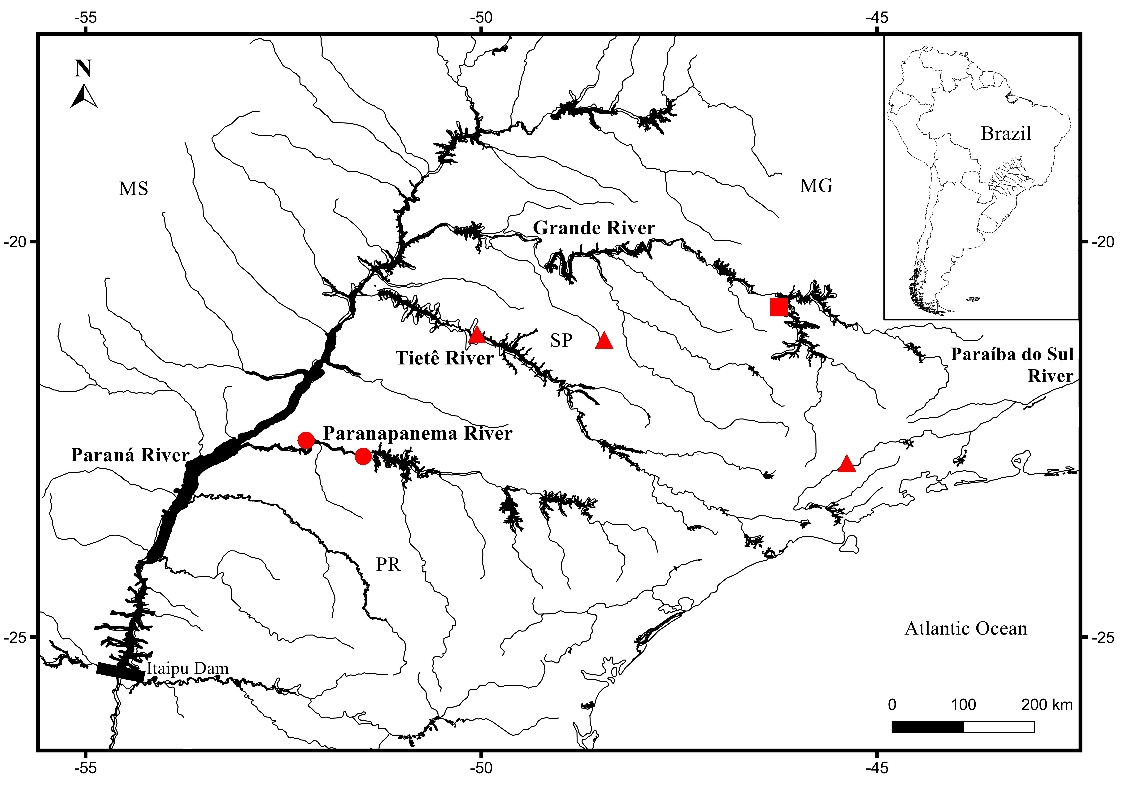 -55 -50 -45
N
Brazil
MS
MG
-20 -20
Grande River
SP
Tietê River
Paraíba do Sul
River
Paranapanema River
Paraná River
PR
Atlantic Ocean
-25 -25
Itaipu Dam
0 100 200 km
-55 -50 -45